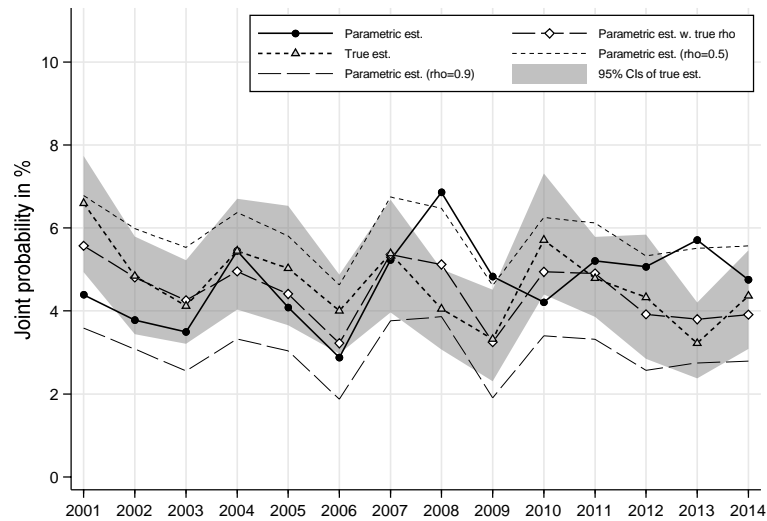 Parametric est.
Parametric est. w. true rho
True est.
Parametric est. (rho=0.5)
Parametric est. (rho=0.9)
95% CIs of true est.
Joint probability in %
10
8
6
4
2
0
2001 2002 2003 2004 2005 2006 2007 2008 2009 2010 2011 2012 2013 2014